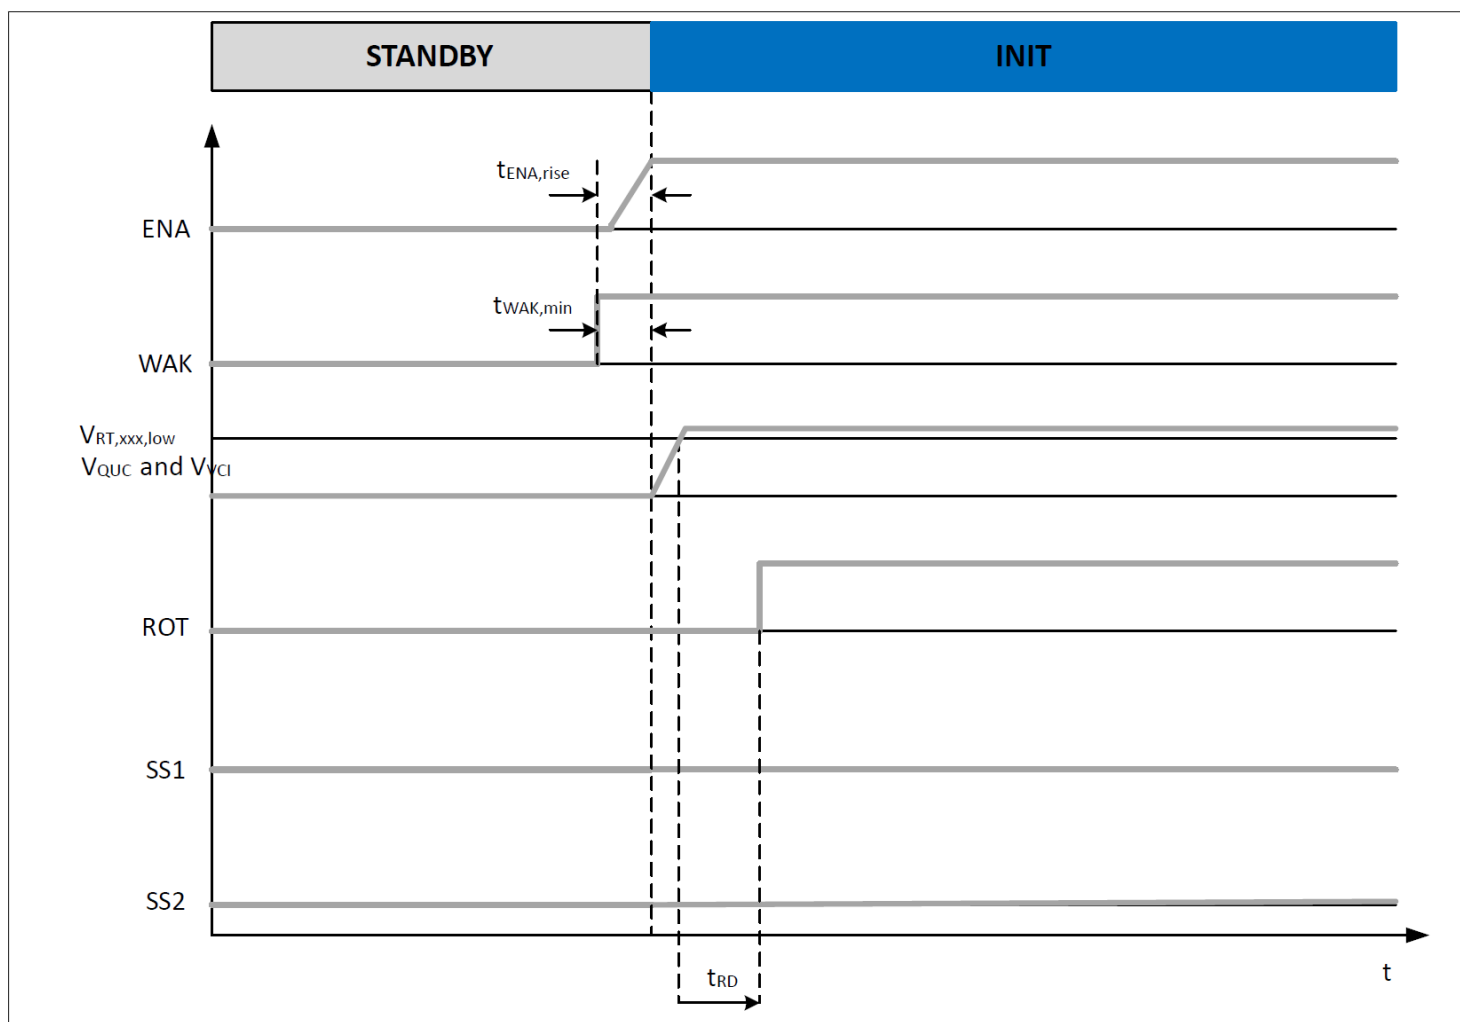 STANDBY INIT
tENA,rise
ENA
tWAK,min
WAK
VRT,xxx,low
VQUC and VVCI
ROT
SS1
SS2
t
tRD